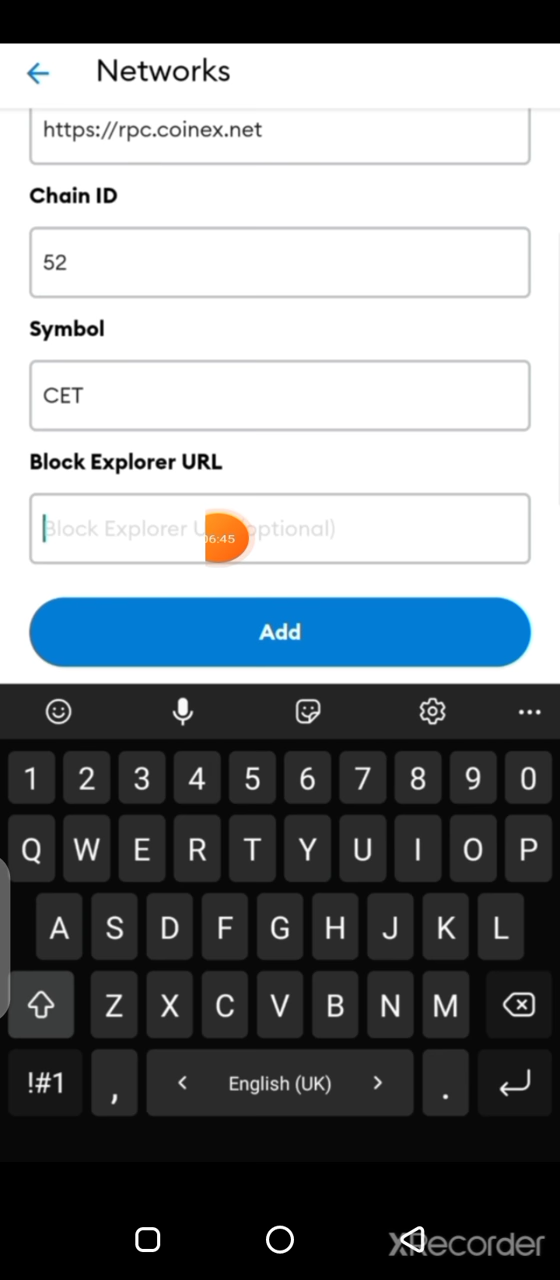 Networks
https://rpc.coinex.net
Chain ID
52
Symbol
CET
Block Explorer URL
Block Explorer U optional)
06:45
Add
1 2 3 4 5 6 7 8 9 0
Q W E R T Y U I O P
A S D F G H J K L
Z X C V B N M
!#1 , < English (UK) > .
XRecorder